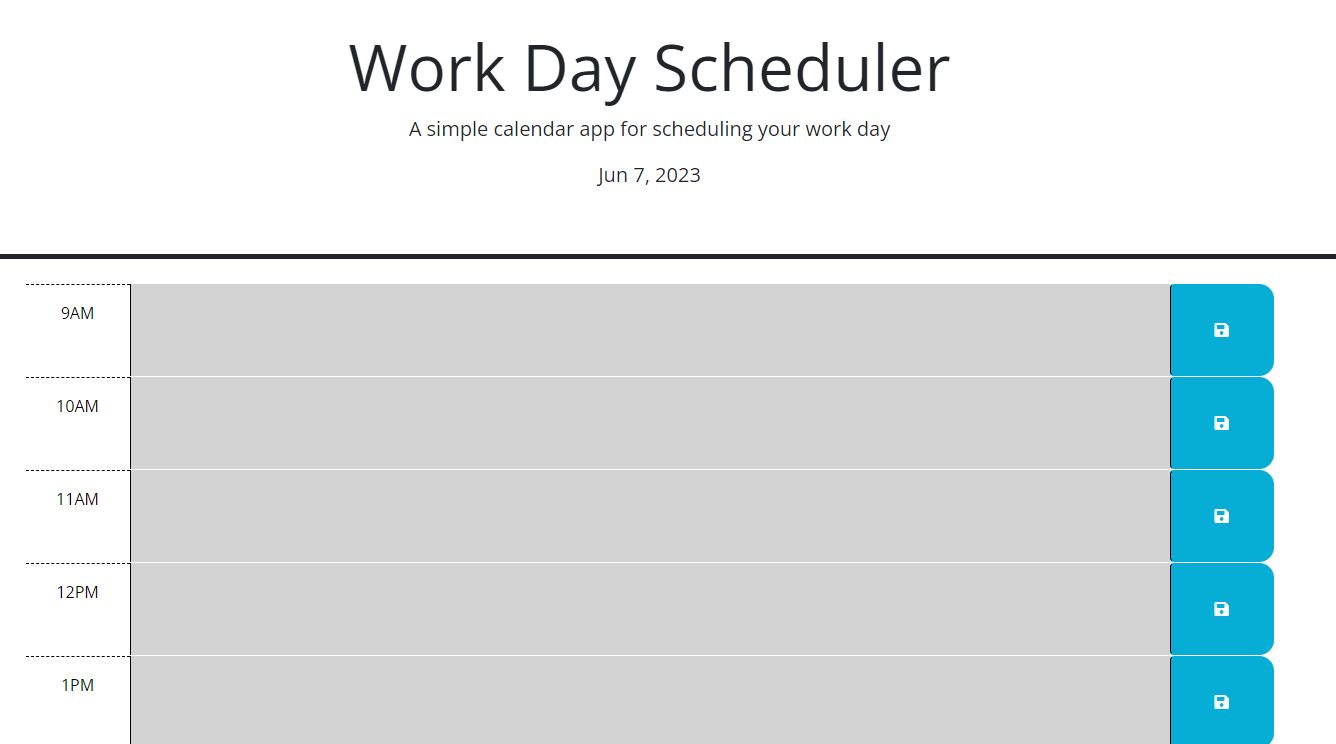 Work Day Scheduler
A simple calendar app for scheduling your work day
Jun 7, 2023
9AM
10AM
11AM
12PM
1PM